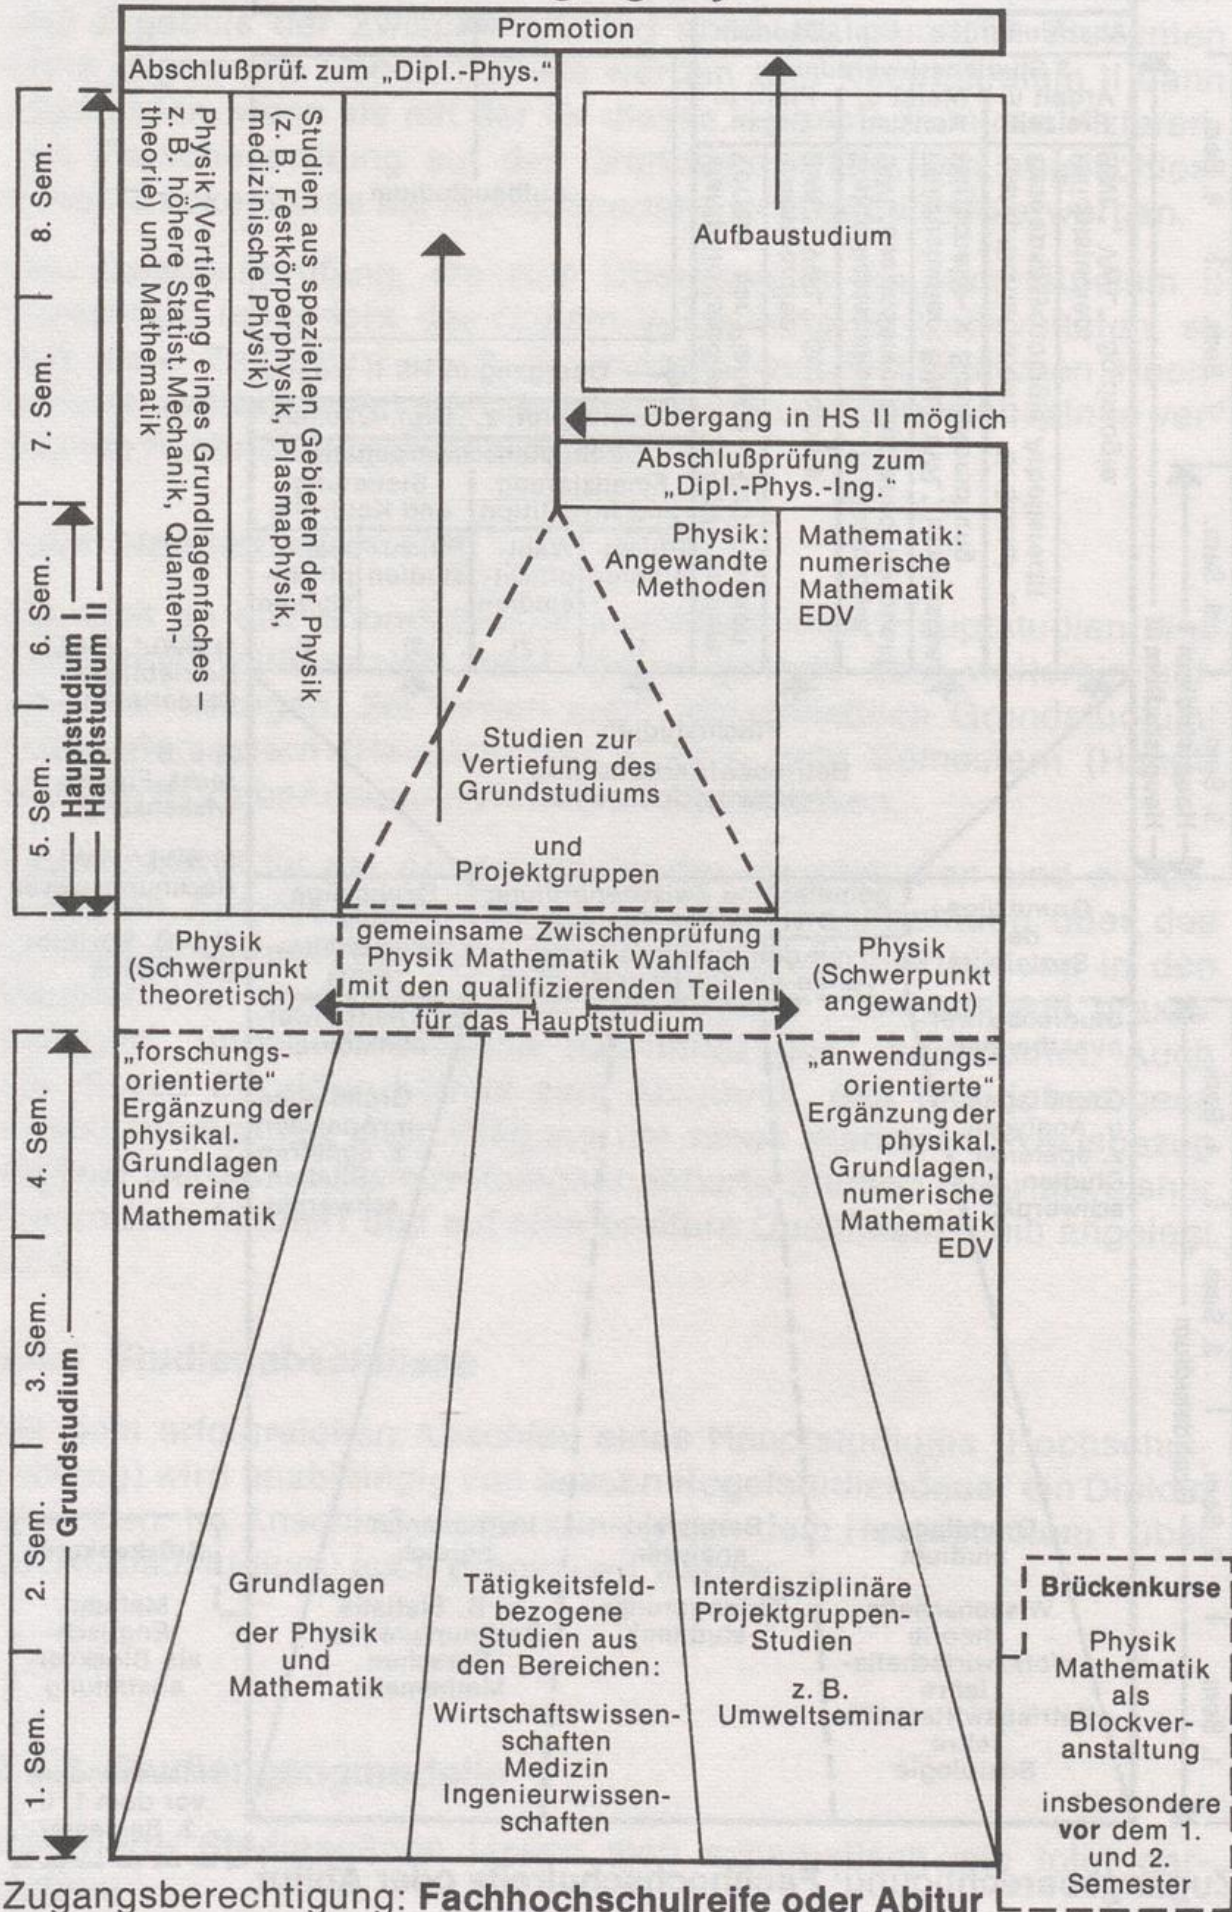 Promotion
Abschlußprüf. zum „Dipl.-Phys.“
8. Sem.
7. Sem.
6. Sem.
5. Sem.
Hauptstudium I
Hauptstudium II
Physik (Vertiefung eines Grundlagenfaches –
z. B. höhere Statist. Mechanik, Quanten-
theorie) und Mathematik
Studien aus speziellen Gebieten der Physik
(z. B. Festkörperphysik, Plasmaphysik,
medizinische Physik)
Aufbaustudium
Übergang in HS II möglich
Abschlußprüfung zum
„Dipl.-Phys.-Ing.“
Physik:
Angewandte
Methoden
Mathematik:
numerische
Mathematik
EDV
Studien zur
Vertiefung des
Grundstudiums
und
Projektgruppen
Physik
(Schwerpunkt
theoretisch)
gemeinsame Zwischenprüfung
Physik Mathematik Wahlfach
mit den qualifizierenden Teilen
für das Hauptstudium
Physik
(Schwerpunkt
angewandt)
4. Sem.
3. Sem.
2. Sem.
1. Sem.
Grundstudium
„forschungs-
orientierte“
Ergänzung der
physikal.
Grundlagen
und reine
Mathematik
„anwendungs-
orientierte“
Ergänzung der
physikal.
Grundlagen,
numerische
Mathematik
EDV
Grundlagen
der Physik
und
Mathematik
Tätigkeitsfeld-
bezogene
Studien aus
den Bereichen:
Wirtschaftswissen-
schaften
Medizin
Ingenieurwissen-
schaften
Interdisziplinäre
Projektgruppen-
Studien
z. B.
Umweltseminar
Brückenkurse
Physik
Mathematik
als
Blockver-
anstaltung
insbesondere
vor dem 1.
und 2.
Semester
Zugangsberechtigung: Fachhochschulreife oder Abitur